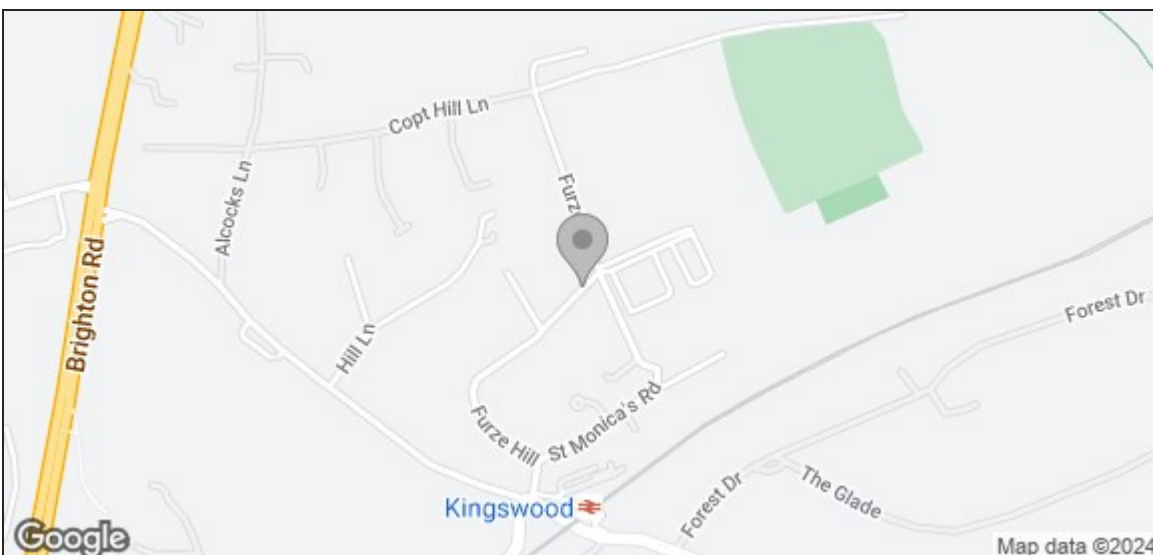 Copt Hill Ln
Alcocks Ln
Furze
Brighton Rd
Hill Ln
Forest Dr
Furze Hill
St Monica's Rd
Kingswood
Forest Dr
The Glade
Google
Map data ©2024